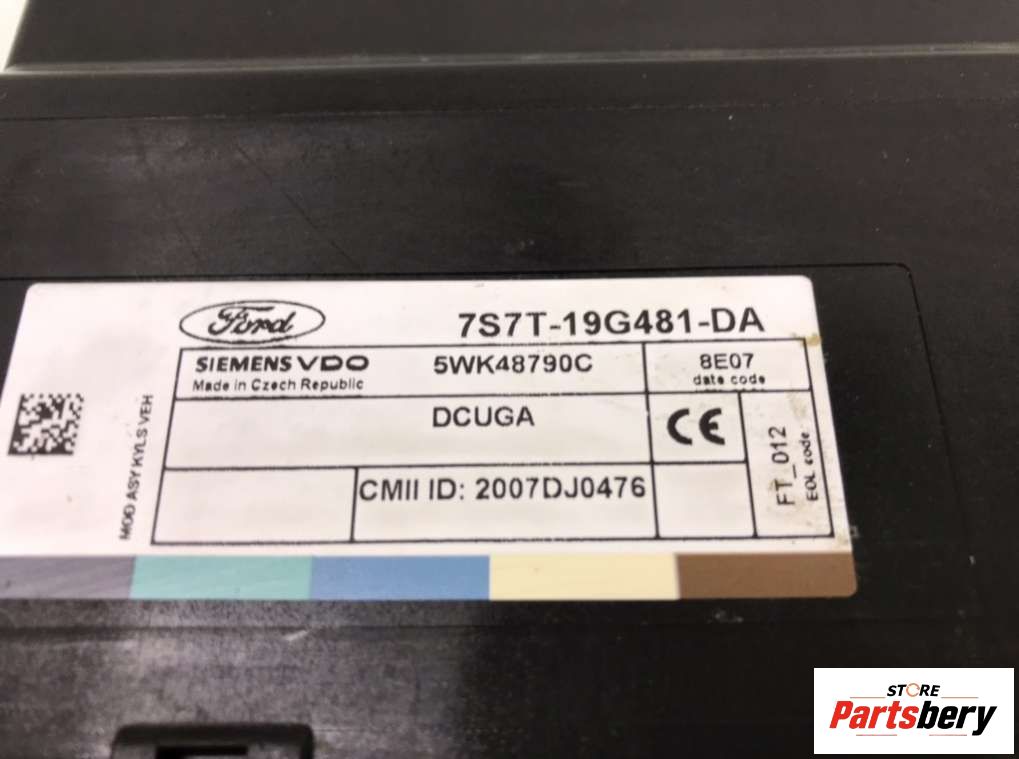 Ford
7S7T-19G481-DA
SIEMENS VDO
Made in Czech Republic
5WK48790C
8E07
date code
DCUGA
CE
CMII ID: 2007DJ0476
FT_012
EOL code
MOD ASY KYLS VEH
STORE
Partsbery